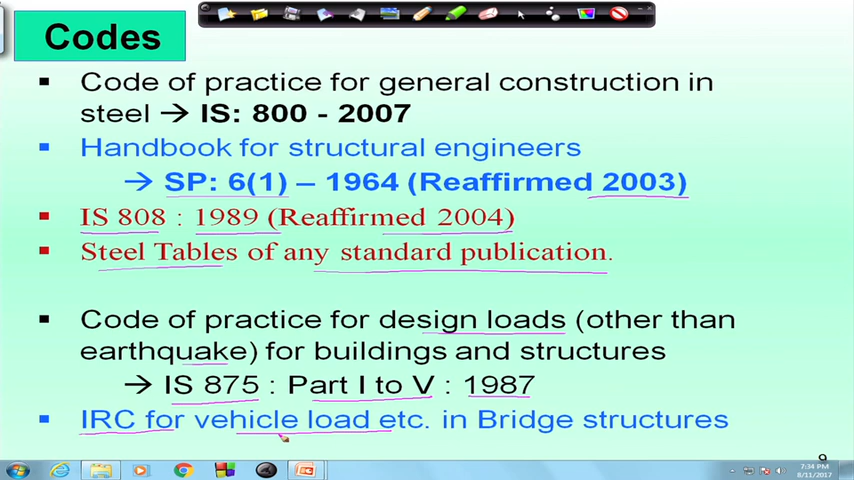 Codes
▪ Code of practice for general construction in
steel → IS: 800 - 2007
▪ Handbook for structural engineers
→ SP: 6(1) – 1964 (Reaffirmed 2003)
▪ IS 808 : 1989 (Reaffirmed 2004)
▪ Steel Tables of any standard publication.
▪ Code of practice for design loads (other than
earthquake) for buildings and structures
→ IS 875 : Part I to V : 1987
▪ IRC for vehicle load etc. in Bridge structures
9
7:34 PM
8/11/2017